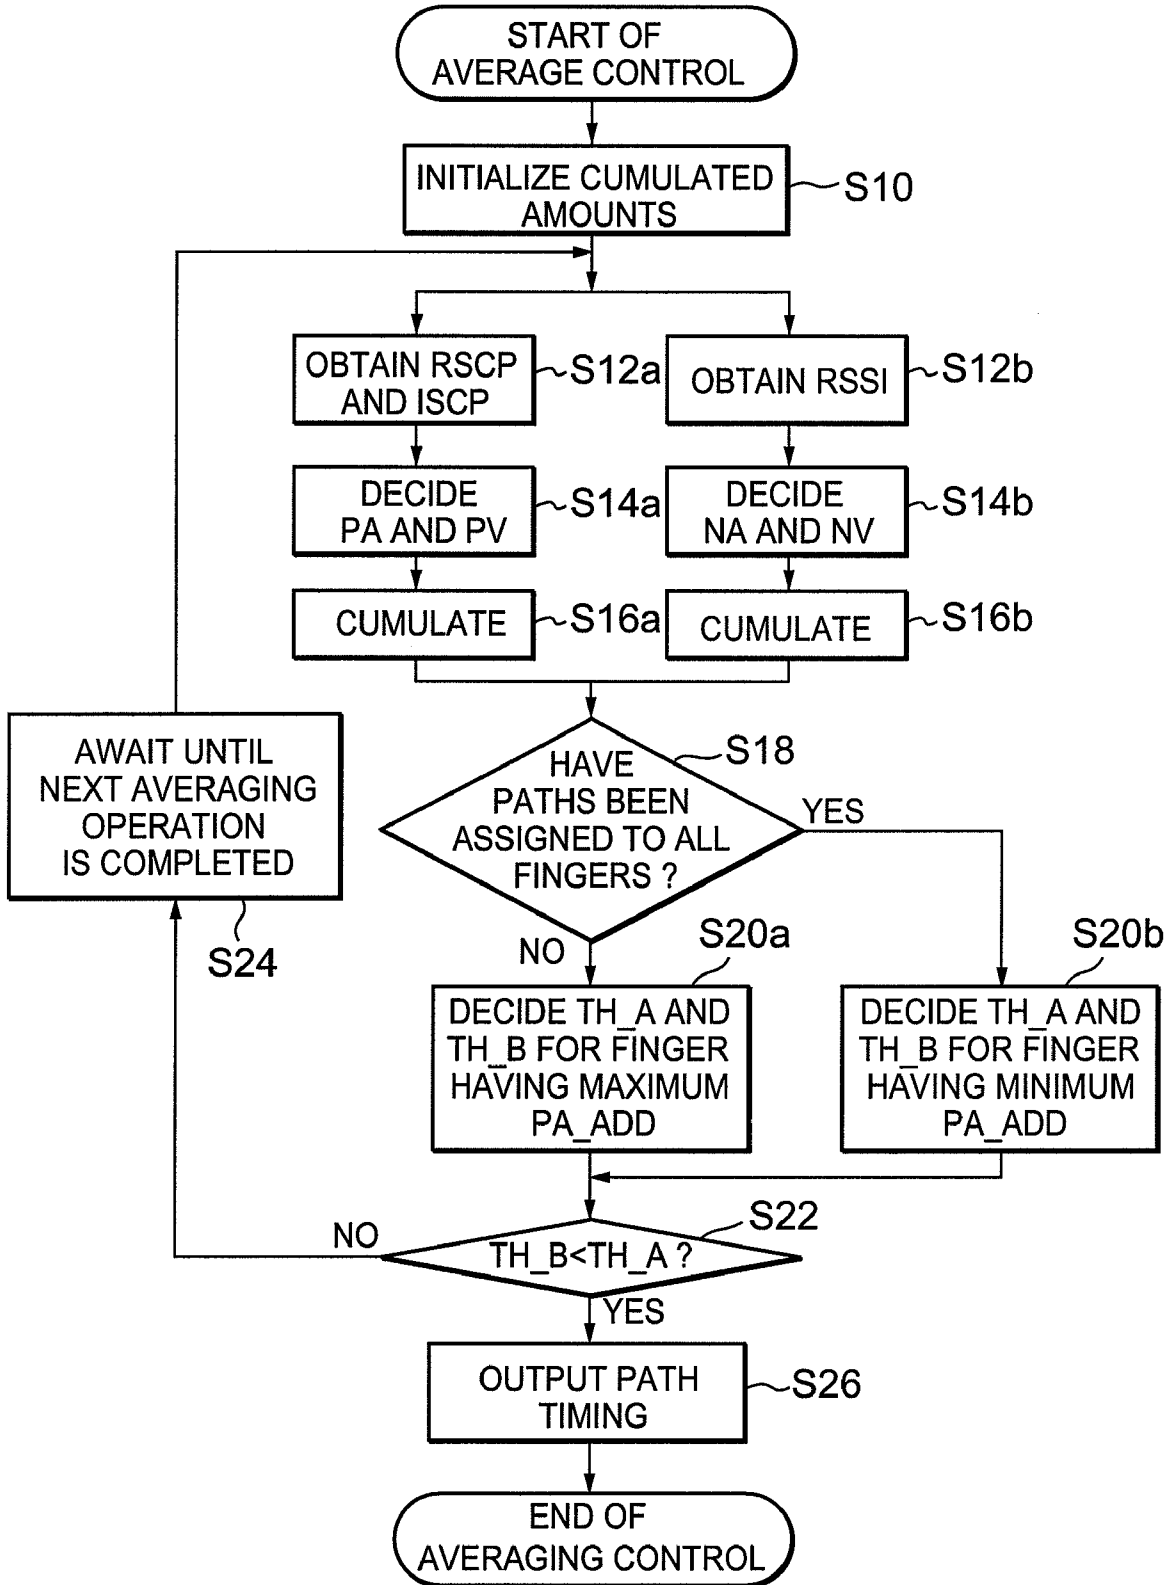 START OF
AVERAGE CONTROL
INITIALIZE CUMULATED
AMOUNTS
S10
OBTAIN RSCP
AND ISCP
S12a
OBTAIN RSSI
S12b
DECIDE
PA AND PV
S14a
DECIDE
NA AND NV
S14b
CUMULATE
S16a
CUMULATE
S16b
AWAIT UNTIL
NEXT AVERAGING
OPERATION
IS COMPLETED
S24
HAVE
PATHS BEEN
ASSIGNED TO ALL
FINGERS ?
S18
YES
NO
S20a
DECIDE TH_A AND
TH_B FOR FINGER
HAVING MAXIMUM
PA_ADD
S20b
DECIDE TH_A AND
TH_B FOR FINGER
HAVING MINIMUM
PA_ADD
TH_B<TH_A ?
S22
NO
YES
OUTPUT PATH
TIMING
S26
END OF
AVERAGING CONTROL